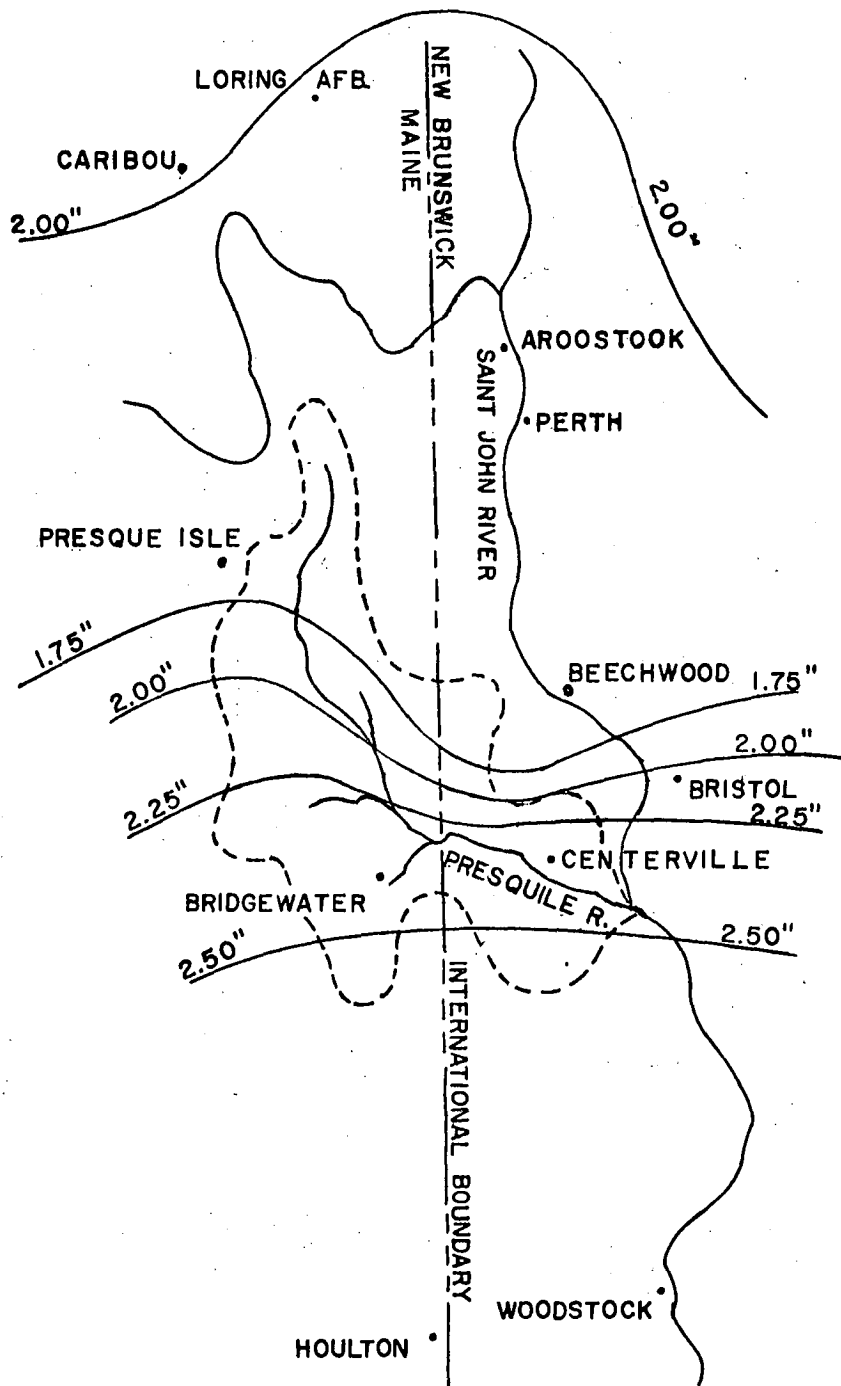 LORING AFB.
CARIBOU
2.00"
NEW BRUNSWICK
MAINE
2.00"
AROOSTOOK
SAINT JOHN RIVER
PERTH
PRESQUE ISLE
1.75"
2.00"
BEECHWOOD
1.75"
2.00"
BRISTOL
2.25"
2.25"
CENTERVILLE
PRESQUILE R.
BRIDGEWATER
2.50"
2.50"
INTERNATIONAL BOUNDARY
WOODSTOCK
HOULTON